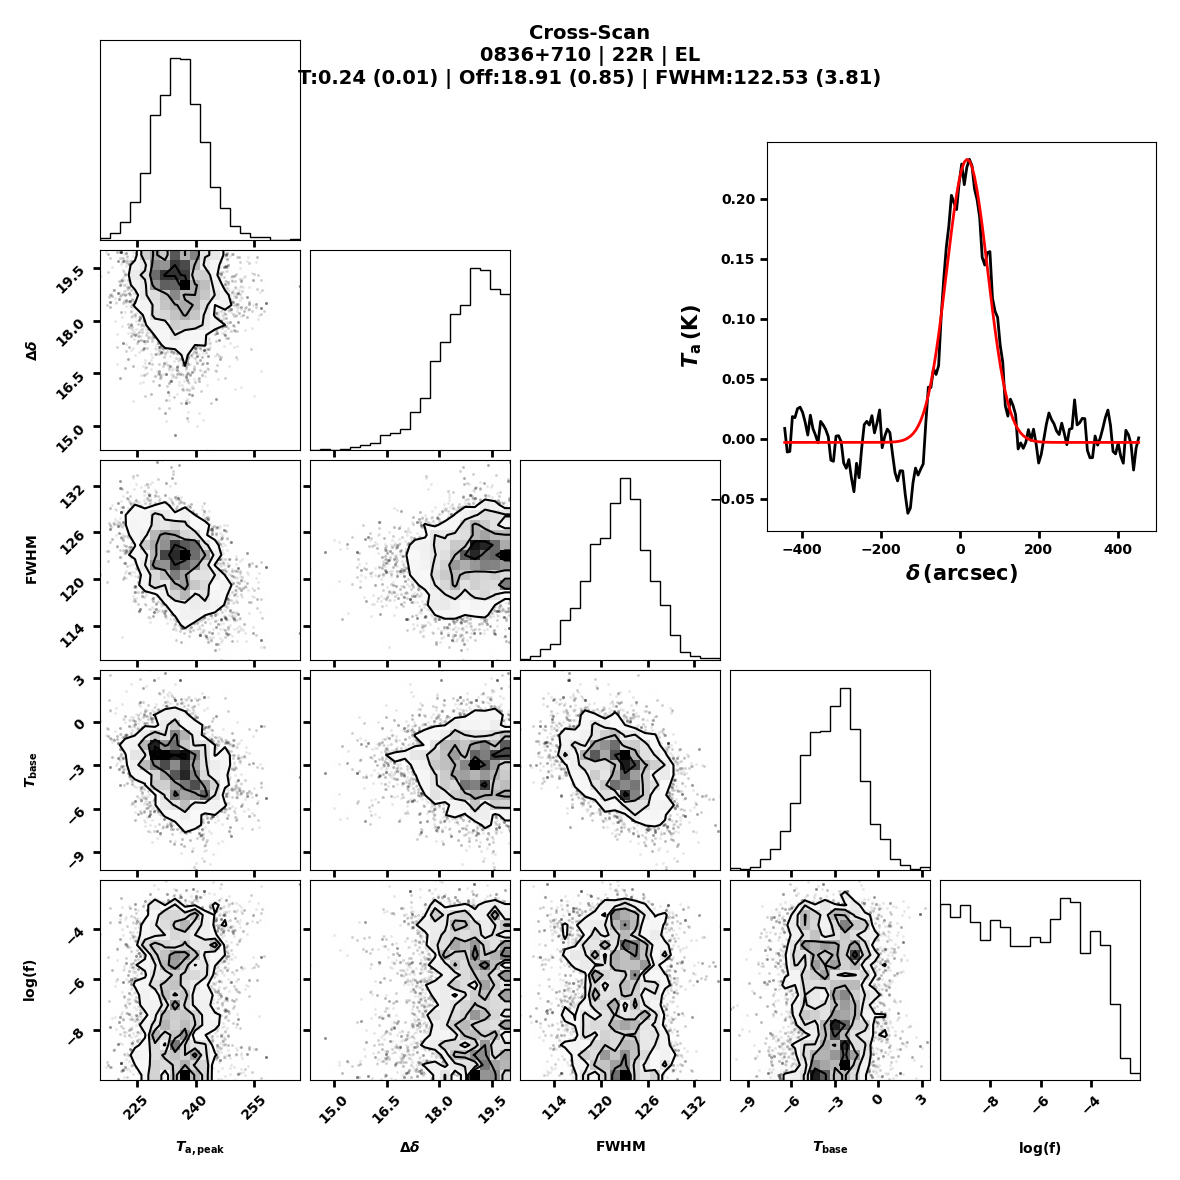 Cross-Scan
0836+710 | 22R | EL
T:0.24 (0.01) | Off:18.91 (0.85) | FWHM:122.53 (3.81)
0.20
0.15
0.10
0.05
0.00
−0.05
Ta (K)
−400 −200 0 200 400
δ (arcsec)
19.5
18.0
16.5
15.0
Δδ
132
126
120
114
FWHM
3
0
−3
−6
−9
Tbase
−4
−6
−8
log(f)
225 240 255
15.0 16.5 18.0 19.5
114 120 126 132
−9 −6 −3 0 3
−8 −6 −4
Ta,peak Δδ FWHM Tbase log(f)